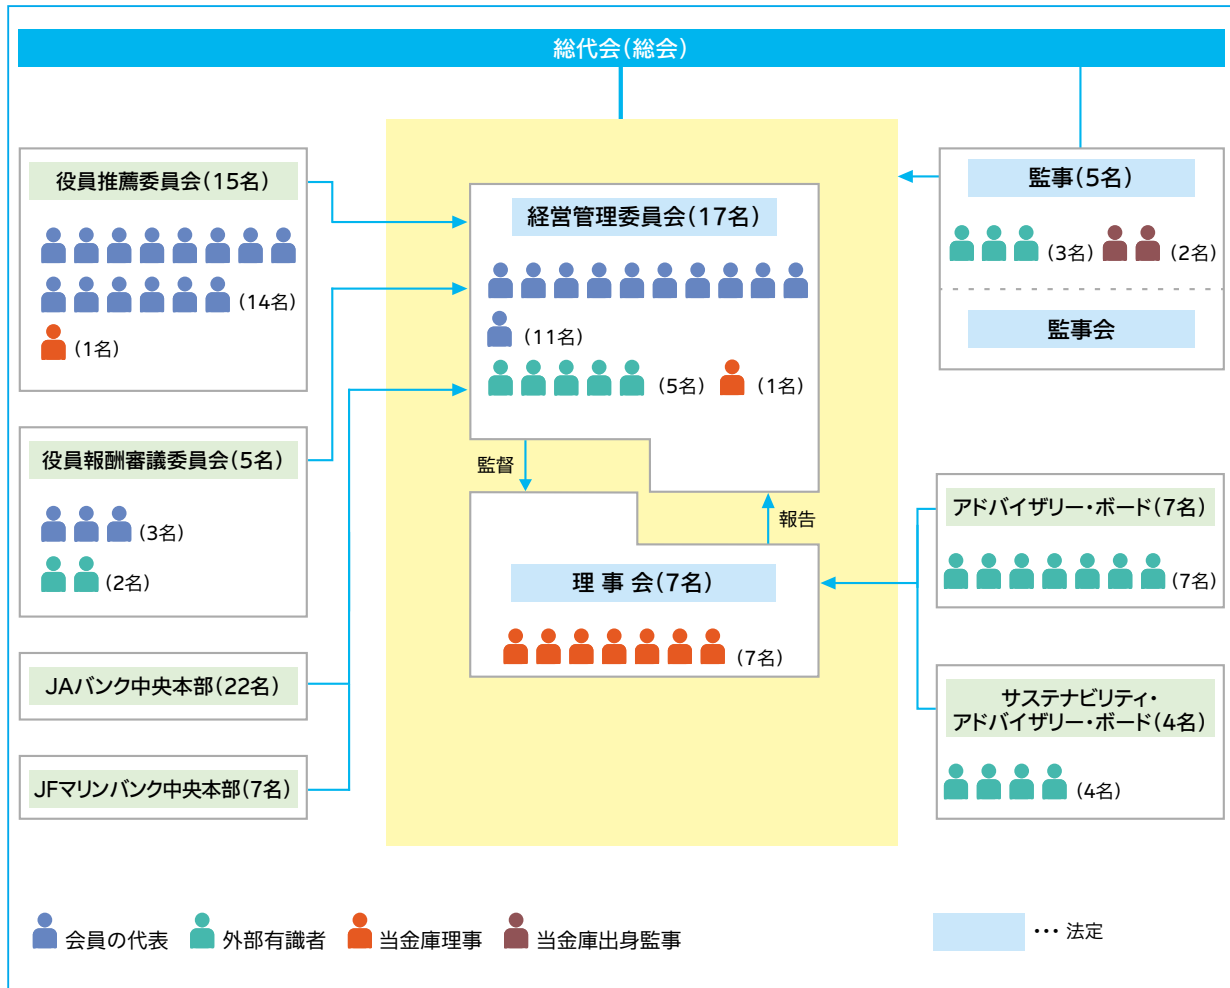 総代会(総会)
役員推薦委員会(15名)
(14名)
(1名)
役員報酬審議委員会(5名)
(3名)
(2名)
JAバンク中央本部(22名)
JFマリンバンク中央本部(7名)
経営管理委員会(17名)
(11名)
(5名)
(1名)
監督
報告
理事会(7名)
(7名)
監事(5名)
(3名)
(2名)
監事会
アドバイザリー・ボード(7名)
(7名)
サステナビリティ・
アドバイザリー・ボード(4名)
(4名)
会員の代表
外部有識者
当金庫理事
当金庫出身監事
･･･ 法定